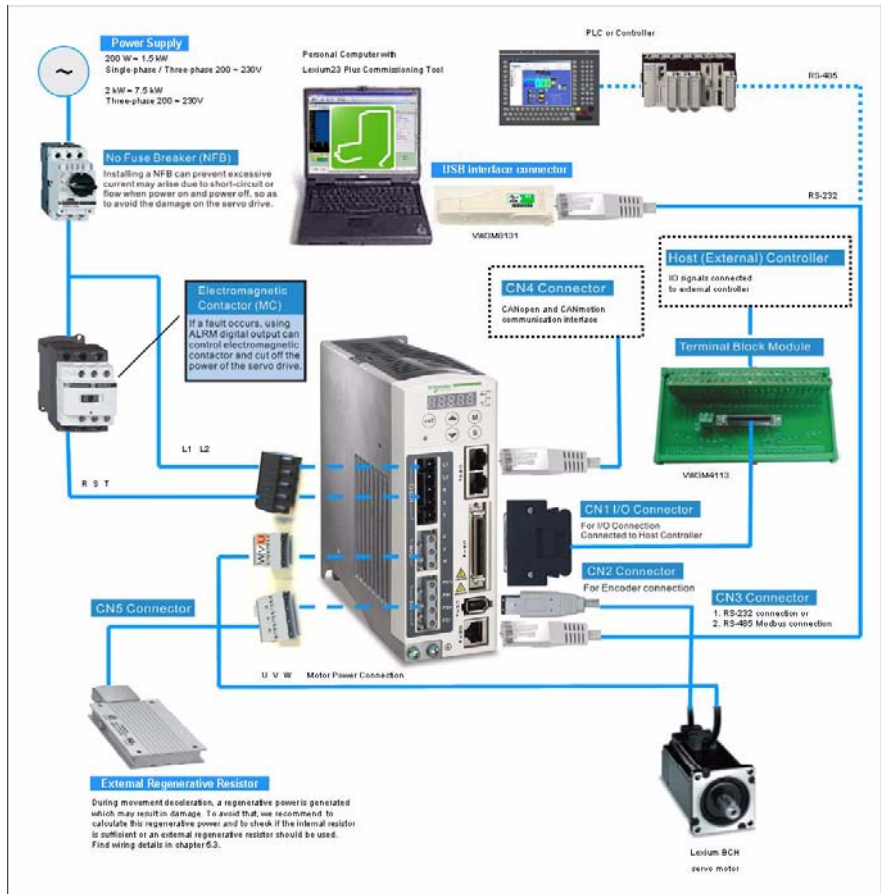 Power Supply
200 W ~ 1.5 kW
Single-phase / Three-phase 200 ~ 230V
2 kW ~ 7.5 kW
Three-phase 200 ~ 230V
No Fuse Breaker (NFB)
Installing a NFB can prevent excessive
current may arise due to short-circuit or
flow when power on and power off, so as
to avoid the damage on the servo drive.
Personal Computer with
Lexium23 Plus Commissioning Tool
PLC or Controller
RS-485
USB interface connector
VW3M8131
RS-232
Host (External) Controller
IO signals connected
to external controller
Electromagnetic
Contactor (MC)
If a fault occurs, using
ALRM digital output can
control electromagnetic
contactor and cut off the
power of the servo drive.
CN4 Connector
CANopen and CANmotion
communication interface
Terminal Block Module
VW3M4113
L1 L2
R S T
CN1 I/O Connector
For I/O Connection
Connected to Host Controller
CN2 Connector
For Encoder connection
CN3 Connector
1. RS-232 connection or
2. RS-485 Modbus connection
CN5 Connector
WVU
U V W Motor Power Connection
External Regenerative Resistor
During movement deceleration, a regenerative power is generated
which may result in damage. To avoid that, we recommend to
calculate this regenerative power and to check if the internal resistor
is sufficient or an external regenerative resistor should be used.
Find wiring details in chapter 6.3.
Lexium BCH
servo motor